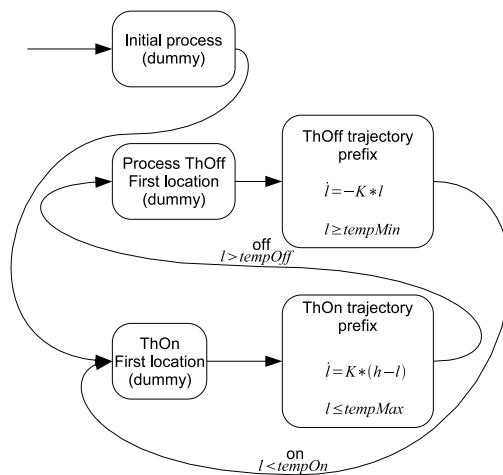 Initial process
(dummy)
Process ThOff
First location
(dummy)
ThOff trajectory
prefix
l̇=−K∗l
l≥tempMin
off
l>tempOff
ThOn
First location
(dummy)
ThOn trajectory
prefix
l̇=K∗(h−l)
l≤tempMax
on
l<tempOn